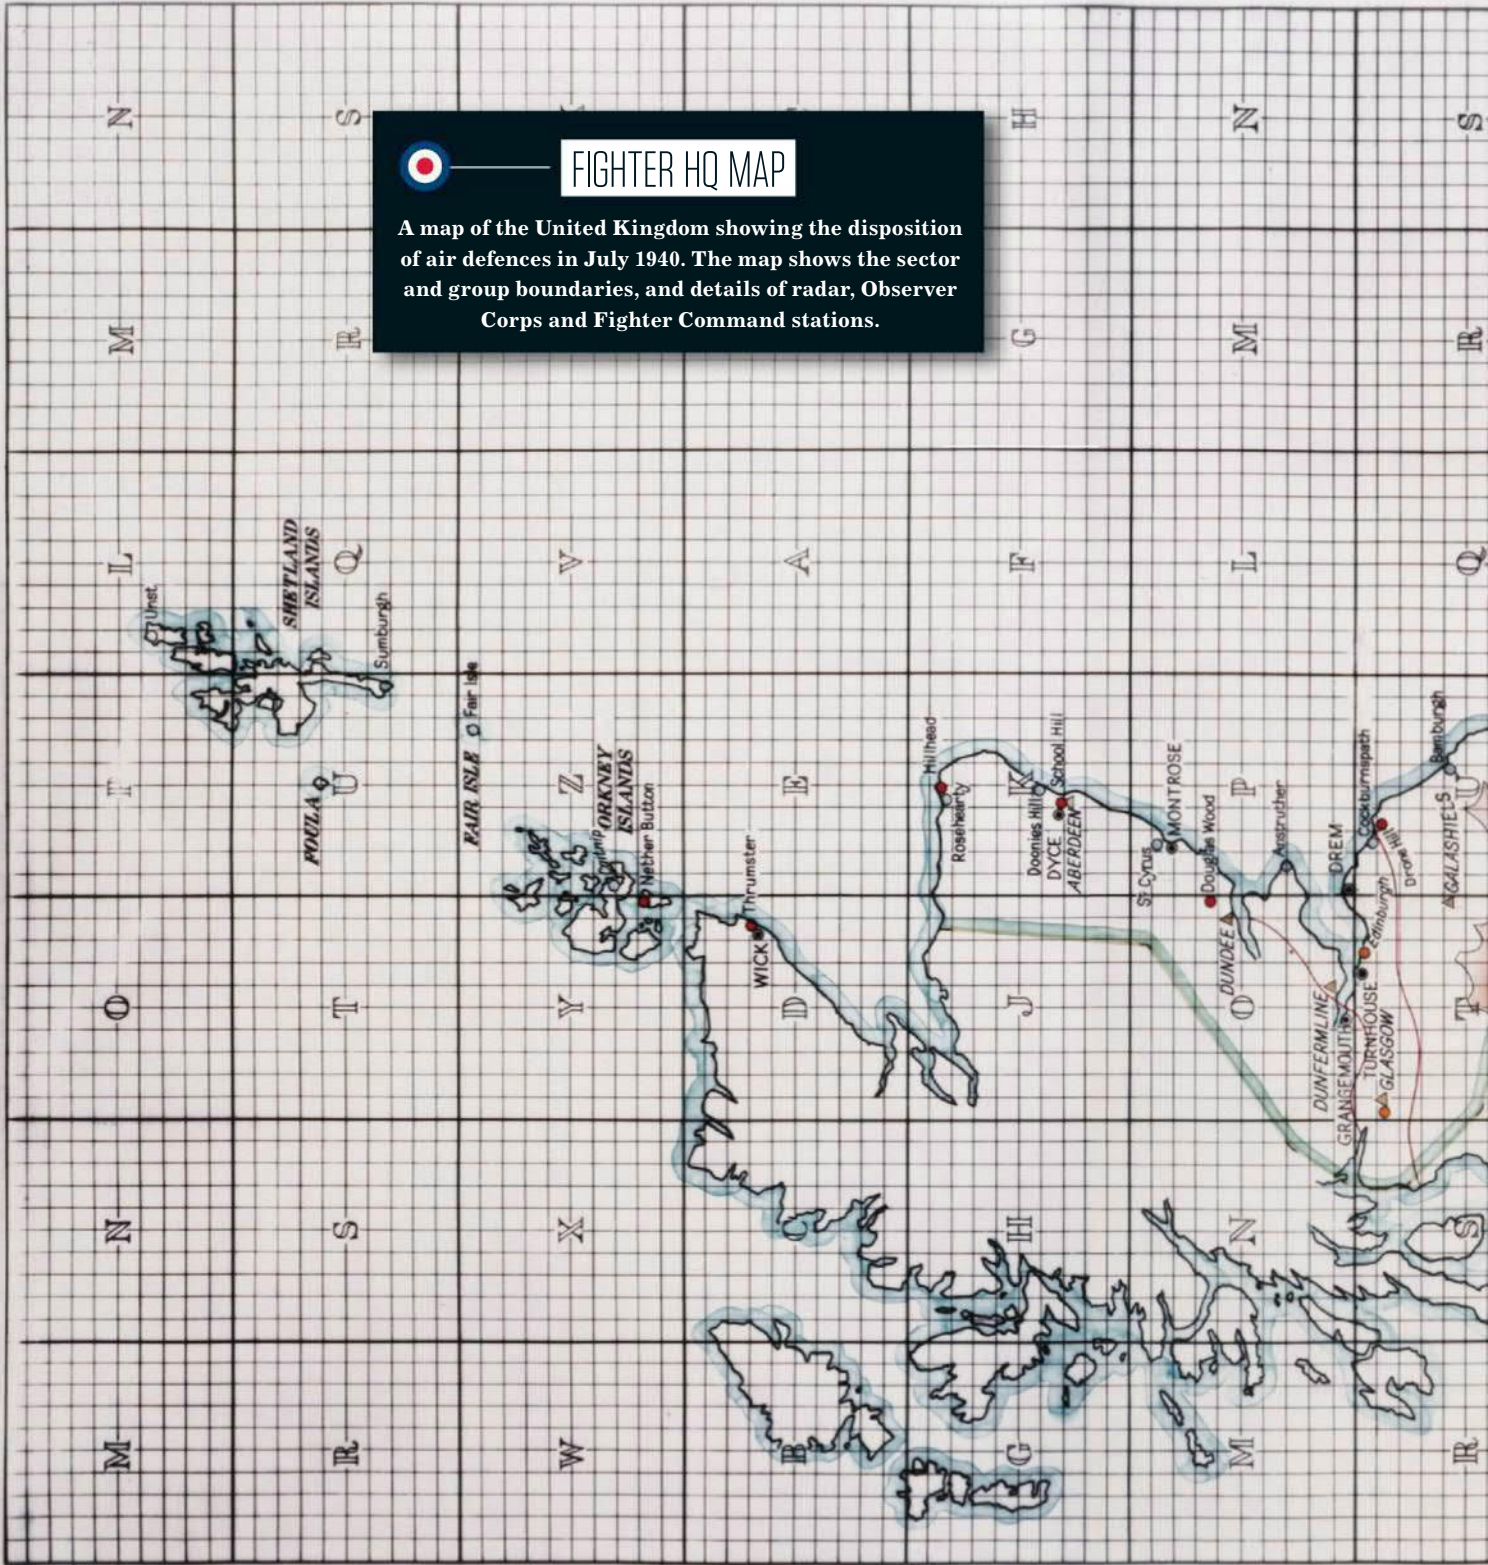 FIGHTER HQ MAP
A map of the United Kingdom showing the disposition
of air defences in July 1940. The map shows the sector
and group boundaries, and details of radar, Observer
Corps and Fighter Command stations.
N
S
H
N
S
M
R
G
M
R
L
Q
V
A
F
L
Q
Unst
SHETLAND
ISLANDS
Sumburgh
F
U
Z
E
K
P
U
FOULA
FAIR ISLE
Fair Isle
ORKNEY
ISLANDS
Nether Button
Thrumster
WICK
Hillhead
Rosehearty
School Hill
Doonies Hill
DYCE
ABERDEEN
MONTROSE
St Cyrus
Douglas Wood
DUNDEE
Anstruther
DREM
Cockburnspath
Drone Hill
Edinburgh
Bamburgh
GALASHIELS
DUNFERMLINE
GRANGEMOUTH
TURNHOUSE
GLASGOW
O
T
Y
D
J
O
T
N
S
X
C
H
N
S
M
R
W
B
G
M
R